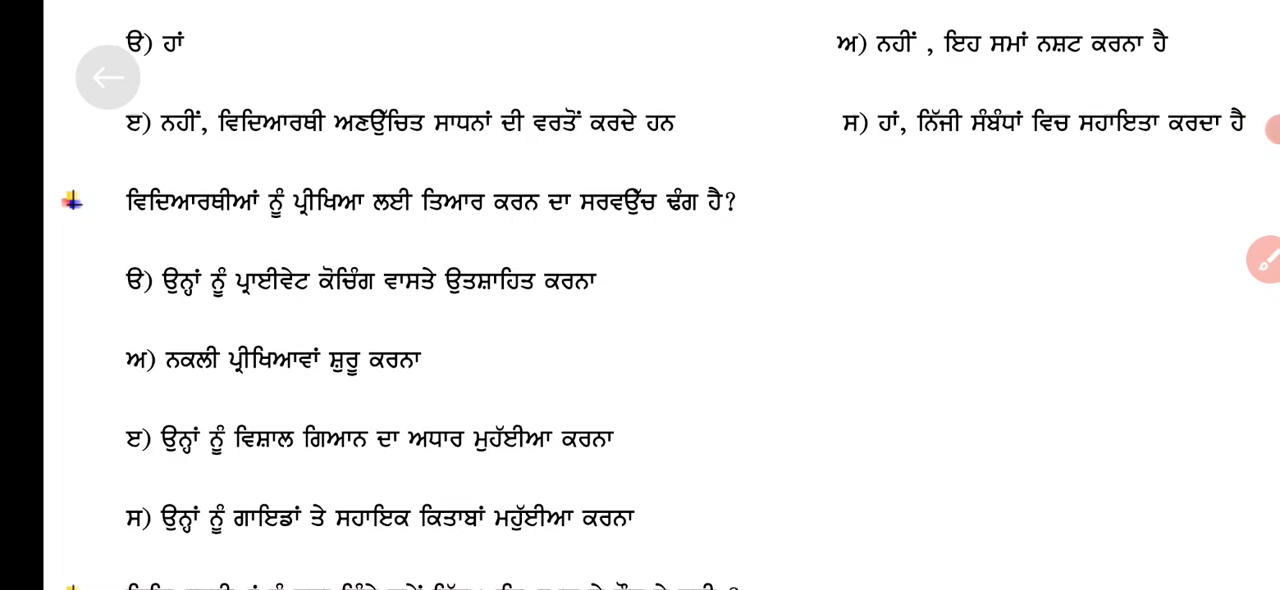 ੳ) ਹਾਂ ਅ) ਨਹੀਂ , ਇਹ ਸਮਾਂ ਨਸ਼ਟ ਕਰਨਾ ਹੈ
ੲ) ਨਹੀਂ, ਵਿਦਿਆਰਥੀ ਅਣਉੱਚਿਤ ਸਾਧਨਾਂ ਦੀ ਵਰਤੋਂ ਕਰਦੇ ਹਨ ਸ) ਹਾਂ, ਨਿੱਜੀ ਸੰਬੰਧਾਂ ਵਿਚ ਸਹਾਇਤਾ ਕਰਦਾ ਹੈ
ਵਿਦਿਆਰਥੀਆਂ ਨੂੰ ਪ੍ਰੀਖਿਆ ਲਈ ਤਿਆਰ ਕਰਨ ਦਾ ਸਰਵਉੱਚ ਢੰਗ ਹੈ?
ੳ) ਉਨ੍ਹਾਂ ਨੂੰ ਪ੍ਰਾਈਵੇਟ ਕੋਚਿੰਗ ਵਾਸਤੇ ਉਤਸ਼ਾਹਿਤ ਕਰਨਾ
ਅ) ਨਕਲੀ ਪ੍ਰੀਖਿਆਵਾਂ ਸ਼ੁਰੂ ਕਰਨਾ
ੲ) ਉਨ੍ਹਾਂ ਨੂੰ ਵਿਸ਼ਾਲ ਗਿਆਨ ਦਾ ਅਧਾਰ ਮੁਹੱਈਆ ਕਰਨਾ
ਸ) ਉਨ੍ਹਾਂ ਨੂੰ ਗਾਇਡਾਂ ਤੇ ਸਹਾਇਕ ਕਿਤਾਬਾਂ ਮਹੁੱਈਆ ਕਰਨਾ